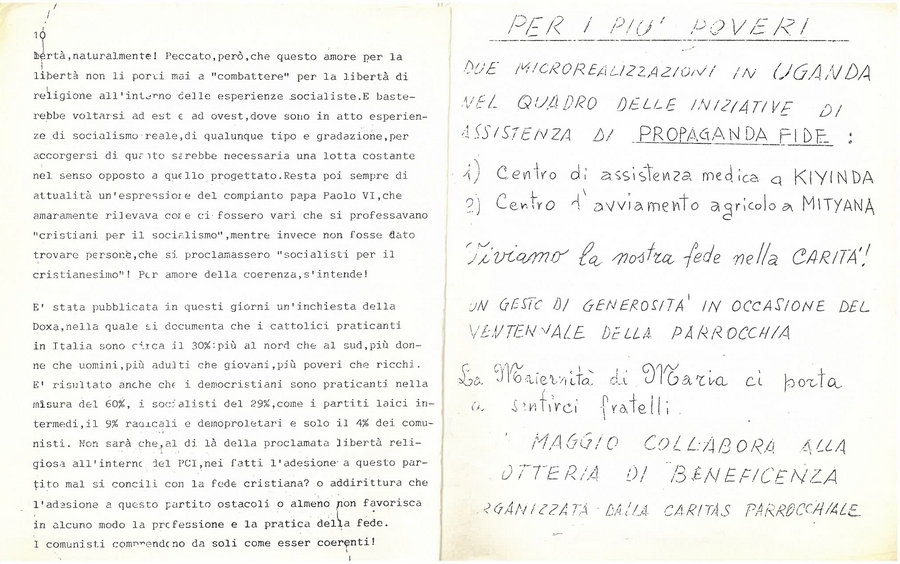 10
bertà,naturalmente! Peccato,però,che questo amore per la
libertà non li porti mai a "combattere" per la libertà di
religione all'interno delle esperienze socialiste.E baste-
rebbe voltarsi ad est e ad ovest,dove sono in atto esperien-
ze di socialismo reale,di qualunque tipo e gradazione,per
accorgersi di quanto sarebbe necessaria una lotta costante
nel senso opposto a quello progettato.Resta poi sempre di
attualità un'espressione del compianto papa Paolo VI,che
amaramente rilevava come ci fossero vari che si professavano
"cristiani per il socialismo",mentre invece non fosse dato
trovare persone,che si proclamassero "socialisti per il
cristianesimo"! Per amore della coerenza,s'intende!
E' stata pubblicata in questi giorni un'inchiesta della
Doxa,nella quale si documenta che i cattolici praticanti
in Italia sono circa il 30%:più al nord che al sud,più don-
ne che uomini,più adulti che giovani,più poveri che ricchi.
E' risultato anche che i democristiani sono praticanti nella
misura del 60%, i socialisti del 29%,come i partiti laici in-
termedi,il 9% radicali e demoproletari e solo il 4% dei comu-
nisti. Non sarà che,al di là della proclamata libertà reli-
giosa all'interno del PCI,nei fatti l'adesione a questo par-
tito mal si concili con la fede cristiana? o addirittura che
l'adesione a questo partito ostacoli o almeno non favorisca
in alcuno modo la professione e la pratica della fede.
I comunisti comprendono da soli come esser coerenti!
PER I PIU' POVERI
DUE MICROREALIZZAZIONI IN UGANDA
NEL QUADRO DELLE INIZIATIVE DI
ASSISTENZA DI PROPAGANDA FIDE :
1) Centro di assistenza medica a KIYINDA
2) Centro d'avviamento agricolo a MITYANA
Viviamo la nostra fede nella CARITA'!
UN GESTO DI GENEROSITA' IN OCCASIONE DEL
VENTENNALE DELLA PARROCCHIA
La Maternità di Maria ci porta
a sentirci fratelli.
MAGGIO COLLABORA ALLA
OTTERIA DI BENEFICENZA
RGANIZZATA DALLA CARITAS PARROCCHIALE